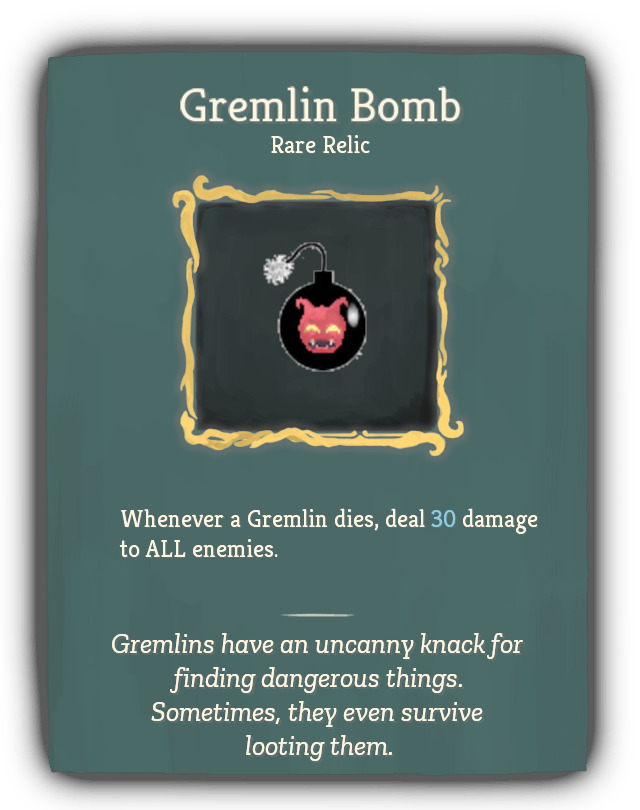 Gremlin Bomb
Rare Relic
Whenever a Gremlin dies, deal 30 damage
to ALL enemies.
Gremlins have an uncanny knack for
finding dangerous things.
Sometimes, they even survive
looting them.